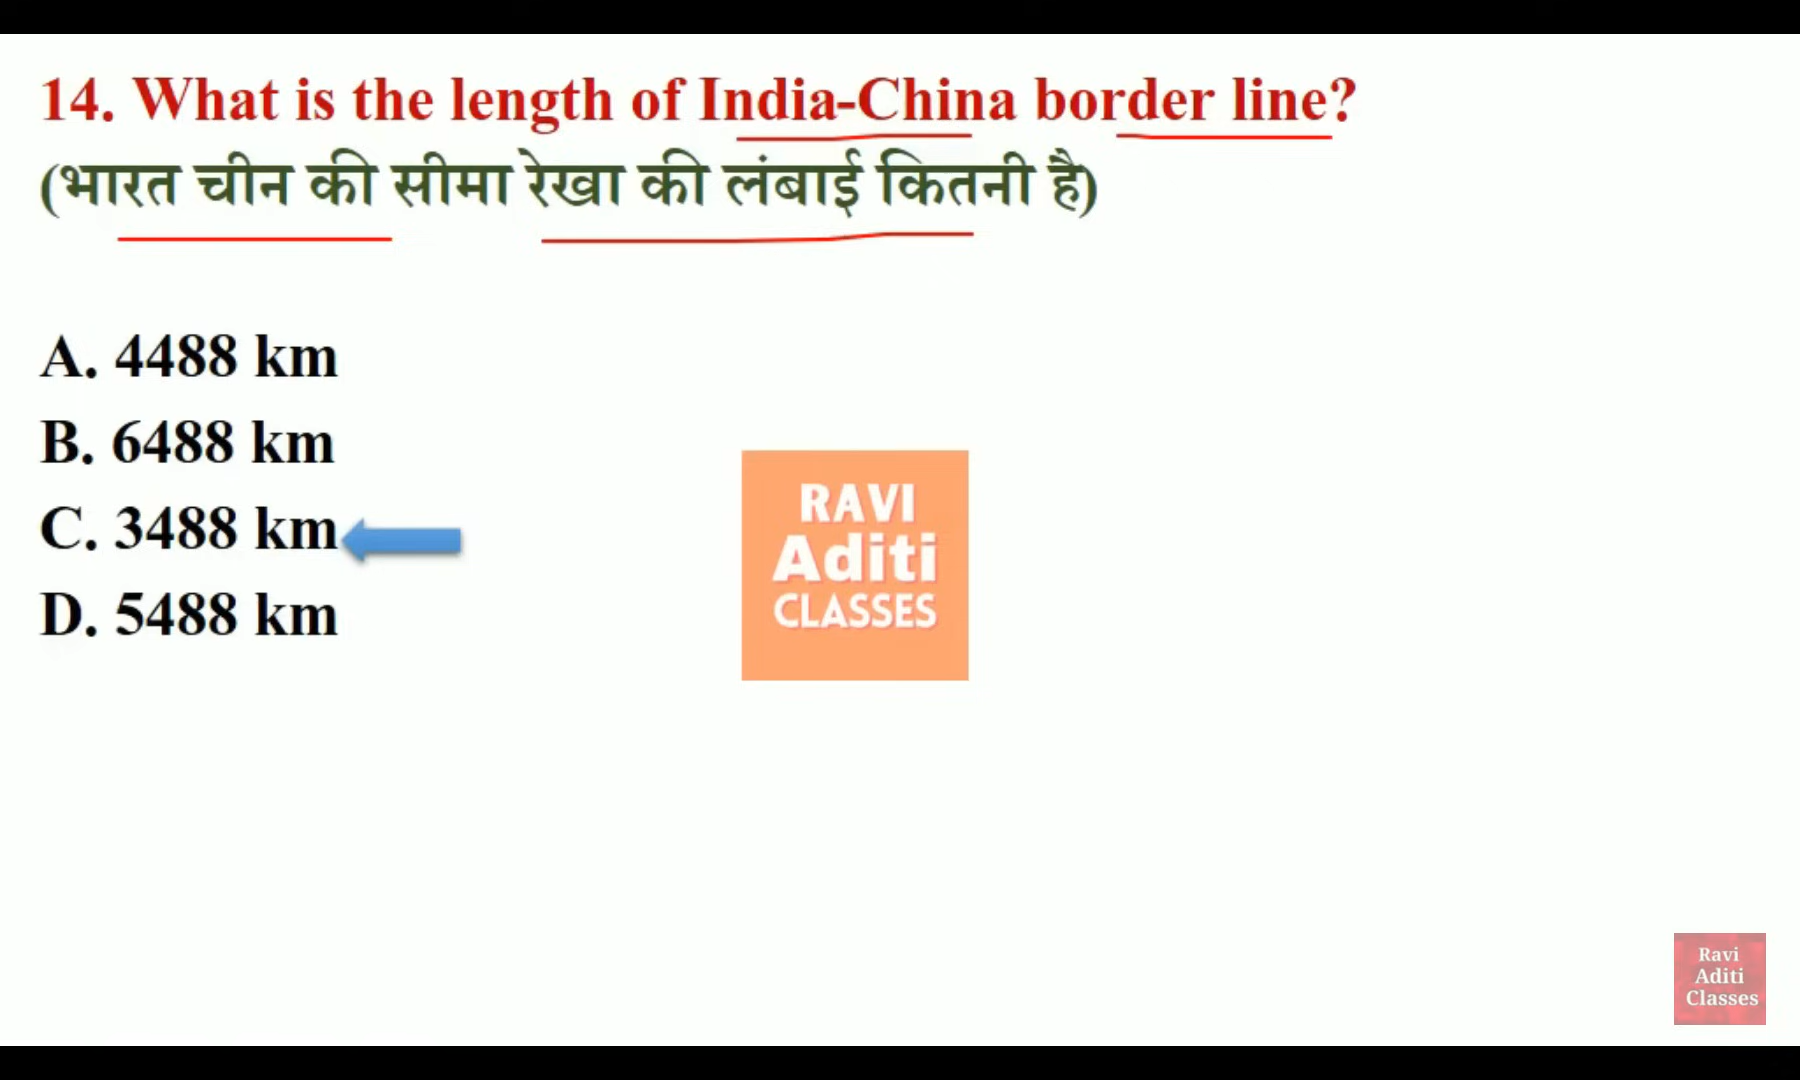 14. What is the length of India-China border line?
(भारत चीन की सीमा रेखा की लंबाई कितनी है)
A. 4488 km
B. 6488 km
C. 3488 km
D. 5488 km
RAVI
Aditi
CLASSES
Ravi
Aditi
Classes